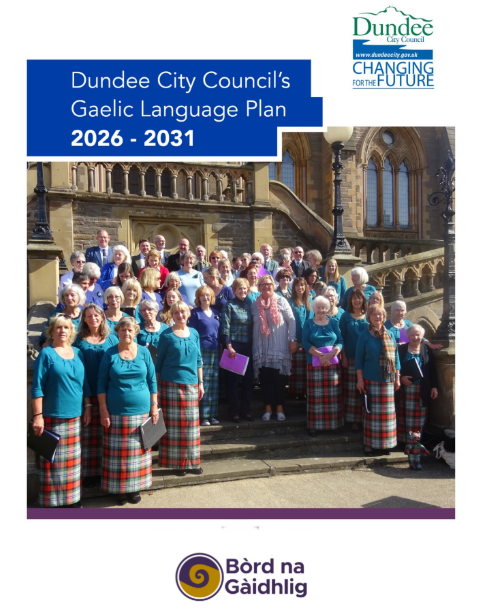 Dundee
City Council
www.dundeecity.gov.uk
CHANGING
FOR THE FUTURE
Dundee City Council's
Gaelic Language Plan
2026 - 2031
Bòrd na
Gàidhlig